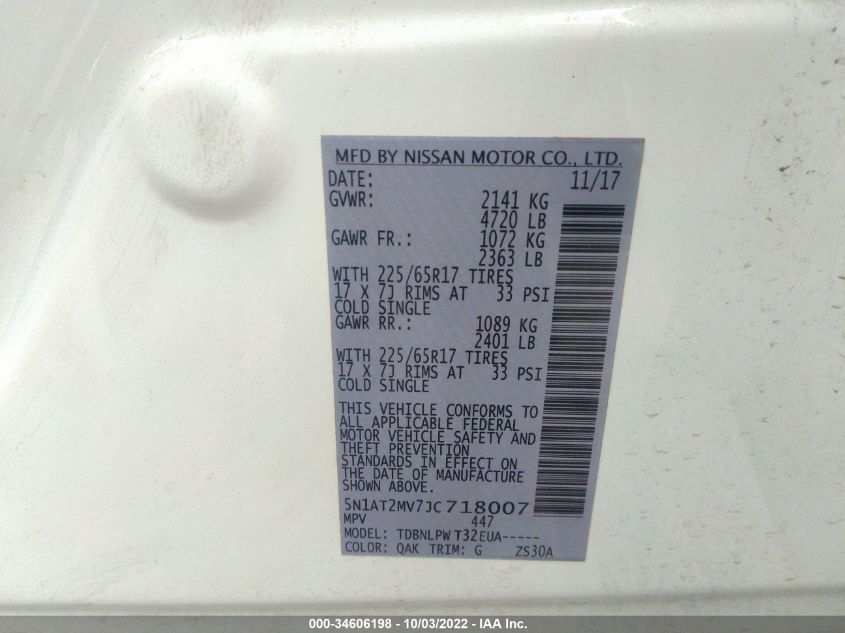 MFD BY NISSAN MOTOR CO., LTD.
DATE: 11/17
GVWR: 2141 KG
4720 LB
GAWR FR.: 1072 KG
2363 LB
WITH 225/65R17 TIRES
17 X 7J RIMS AT 33 PSI
COLD SINGLE
GAWR RR.: 1089 KG
2401 LB
WITH 225/65R17 TIRES
17 X 7J RIMS AT 33 PSI
COLD SINGLE
THIS VEHICLE CONFORMS TO
ALL APPLICABLE FEDERAL
MOTOR VEHICLE SAFETY AND
THEFT PREVENTION
STANDARDS IN EFFECT ON
THE DATE OF MANUFACTURE
SHOWN ABOVE.
5N1AT2MV7JC718007
MPV 447
MODEL: TDBNLPW T32EUA-----
COLOR: QAK TRIM: G ZS30A
000-34606198 - 10/03/2022 - IAA Inc.